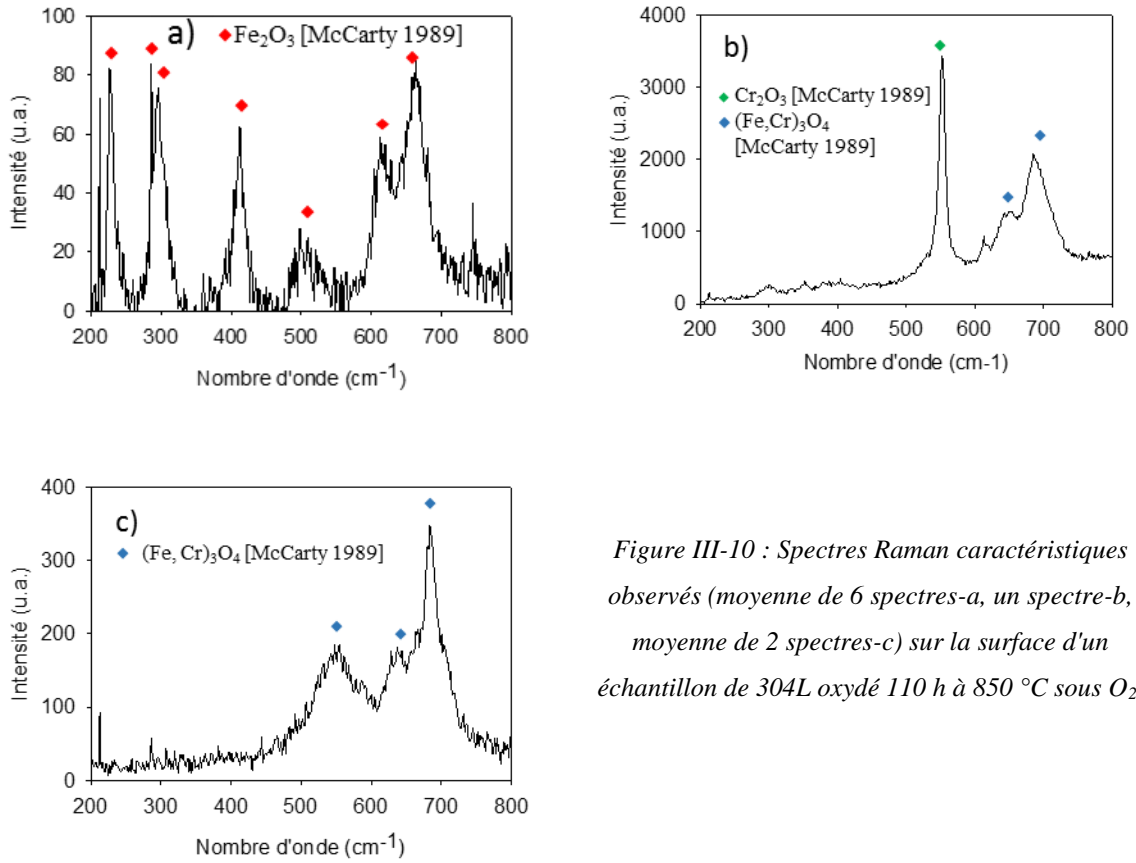 a)
Fe₂O₃ [McCarty 1989]
Intensité (u.a.)
100
80
60
40
20
0
200 300 400 500 600 700 800
Nombre d'onde (cm⁻¹)
b)
Cr₂O₃ [McCarty 1989]
(Fe,Cr)₃O₄
[McCarty 1989]
Intensité (u.a.)
4000
3000
2000
1000
0
200 300 400 500 600 700 800
Nombre d'onde (cm-1)
c)
(Fe, Cr)₃O₄ [McCarty 1989]
Intensité (u.a.)
400
300
200
100
0
200 300 400 500 600 700 800
Nombre d'onde (cm⁻¹)
Figure III-10 : Spectres Raman caractéristiques
observés (moyenne de 6 spectres-a, un spectre-b,
moyenne de 2 spectres-c) sur la surface d'un
échantillon de 304L oxydé 110 h à 850 °C sous O₂